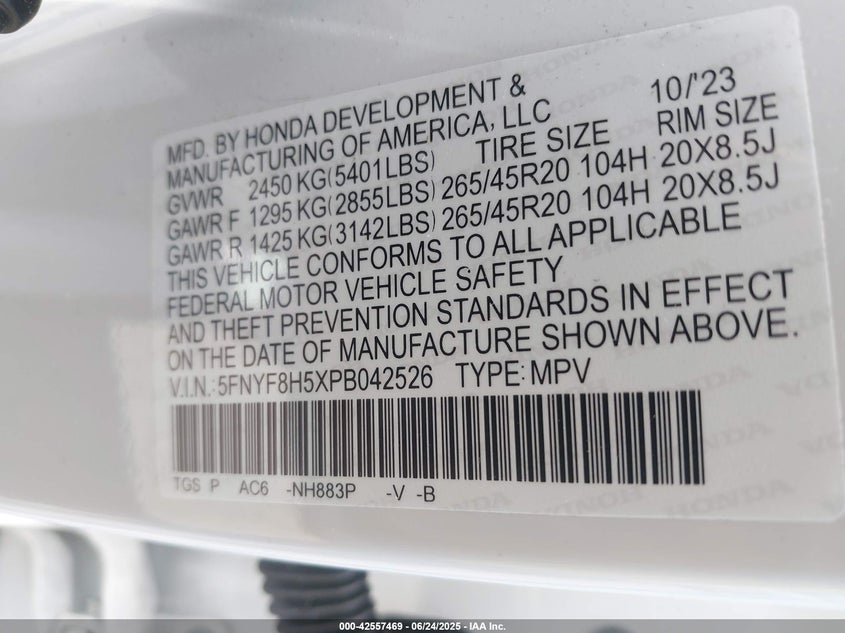 MFD. BY HONDA DEVELOPMENT & 10/'23
MANUFACTURING OF AMERICA, LLC
TIRE SIZE RIM SIZE
GVWR 2450 KG(5401LBS)
GAWR F 1295 KG(2855LBS) 265/45R20 104H 20X8.5J
GAWR R 1425 KG(3142LBS) 265/45R20 104H 20X8.5J
THIS VEHICLE CONFORMS TO ALL APPLICABLE
FEDERAL MOTOR VEHICLE SAFETY
AND THEFT PREVENTION STANDARDS IN EFFECT
ON THE DATE OF MANUFACTURE SHOWN ABOVE.
V.I.N.: 5FNYF8H5XPB042526 TYPE: MPV
TGS P AC6 -NH883P -V -B
000-42557469 - 06/24/2025 - IAA Inc.